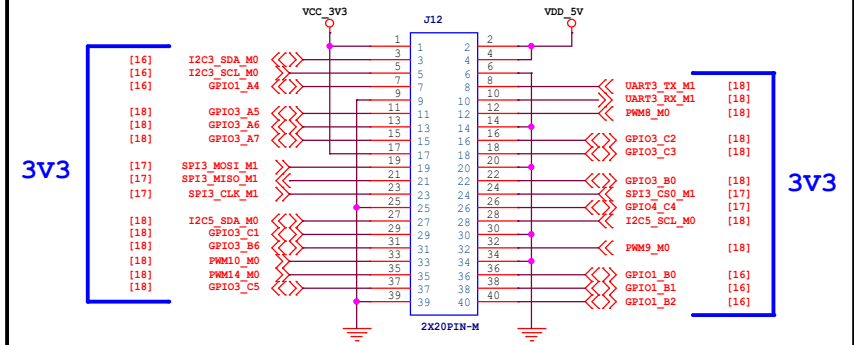 VCC_3V3 J12 VDD_5V
1 1 2 2
[16] I2C3_SDA_M0 3 3 4 4
[16] I2C3_SCL_M0 5 5 6 6
[16] GPIO1_A4 7 7 8 8 UART3_TX_M1 [18]
9 9 10 10 UART3_RX_M1 [18]
[18] GPIO3_A5 11 11 12 12 PWM8_M0 [18]
[18] GPIO3_A6 13 13 14 14
[18] GPIO3_A7 15 15 16 16 GPIO3_C2 [18]
17 17 18 18 GPIO3_C3 [18]
3V3
[17] SPI3_MOSI_M1 19 19 20 20
[17] SPI3_MISO_M1 21 21 22 22 GPIO3_B0 [18]
[17] SPI3_CLK_M1 23 23 24 24 SPI3_CS0_M1 [17]
3V3
25 25 26 26 GPIO4_C4 [17]
[18] I2C5_SDA_M0 27 27 28 28 I2C5_SCL_M0 [18]
[18] GPIO3_C1 29 29 30 30
[18] GPIO3_B6 31 31 32 32 PWM9_M0 [18]
[18] PWM10_M0 33 33 34 34
[18] PWM14_M0 35 35 36 36 GPIO1_B0 [16]
[18] GPIO3_C5 37 37 38 38 GPIO1_B1 [16]
39 39 40 40 GPIO1_B2 [16]
2X20PIN-M